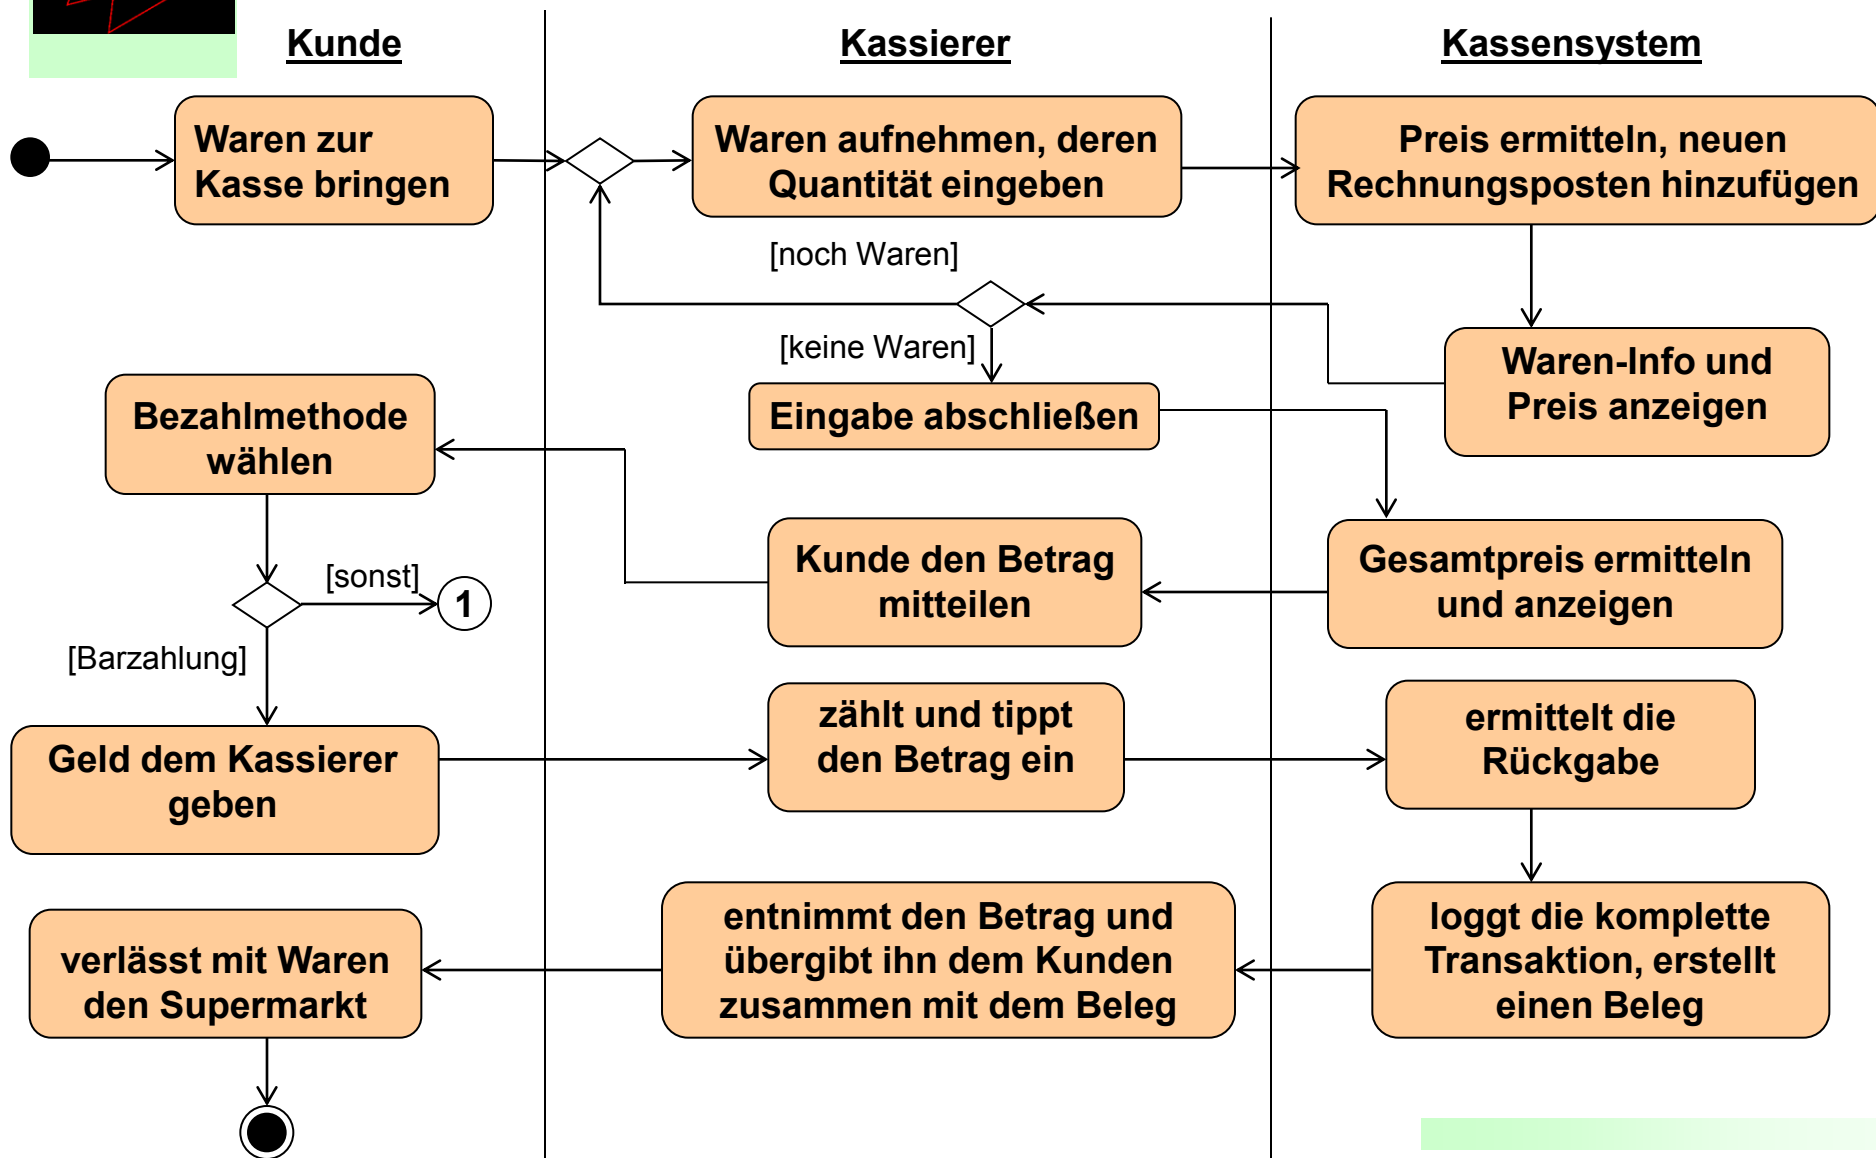 Kunde
Kassierer
Kassensystem
Waren zur
Kasse bringen
Waren aufnehmen, deren
Quantität eingeben
Preis ermitteln, neuen
Rechnungsposten hinzufügen
[noch Waren]
[keine Waren]
Waren-Info und
Preis anzeigen
Eingabe abschließen
Bezahlmethode
wählen
Kunde den Betrag
mitteilen
Gesamtpreis ermitteln
und anzeigen
[sonst]
1
[Barzahlung]
Geld dem Kassierer
geben
zählt und tippt
den Betrag ein
ermittelt die
Rückgabe
verlässt mit Waren
den Supermarkt
entnimmt den Betrag und
übergibt ihn dem Kunden
zusammen mit dem Beleg
loggt die komplette
Transaktion, erstellt
einen Beleg